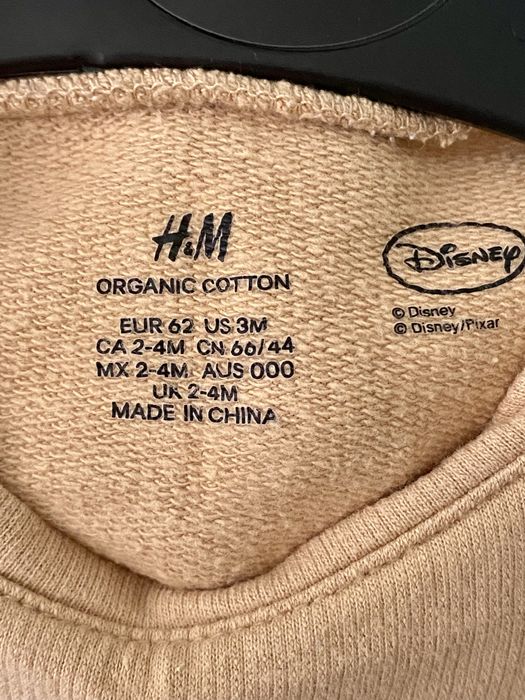 H&M
ORGANIC COTTON
EUR 62 US 3M
CA 2-4M CN 66/44
MX 2-4M AUS 000
UK 2-4M
MADE IN CHINA
DISNEY
© Disney
© Disney/Pixar